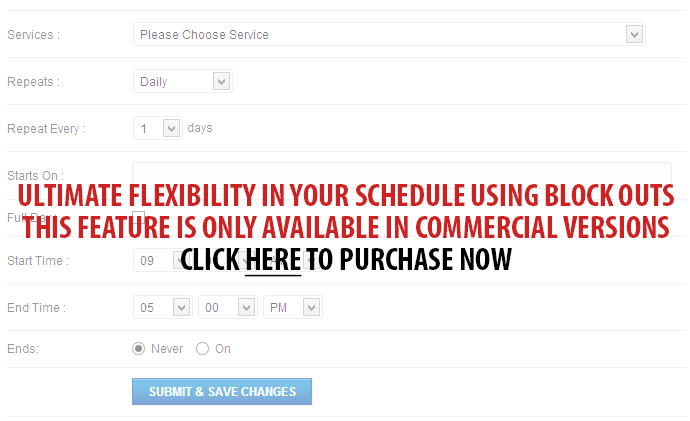 Services : Please Choose Service
Repeats : Daily
Repeat Every : 1 days
Starts On :
ULTIMATE FLEXIBILITY IN YOUR SCHEDULE USING BLOCK OUTS
Full Day
THIS FEATURE IS ONLY AVAILABLE IN COMMERCIAL VERSIONS
Start Time : 09
CLICK HERE TO PURCHASE NOW
End Time : 05 00 PM
Ends: Never On
SUBMIT & SAVE CHANGES